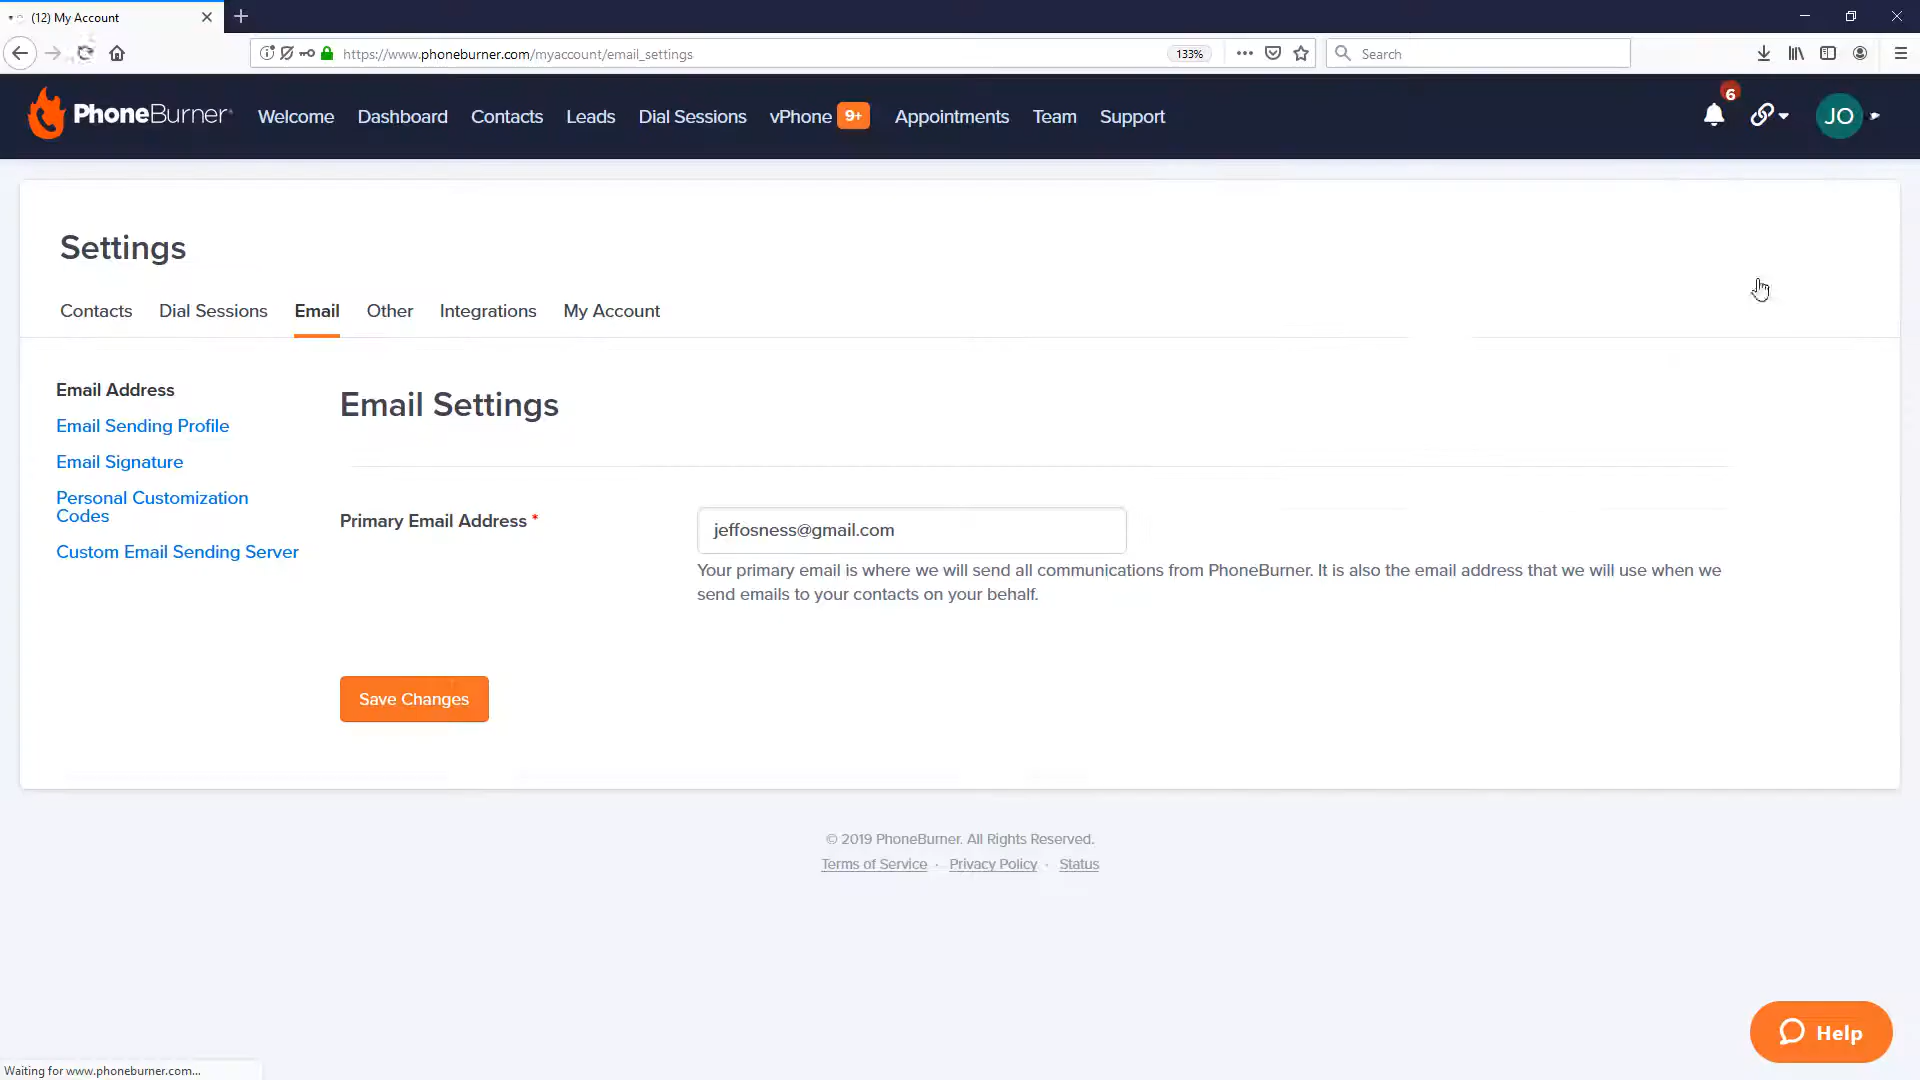 (12) My Account
https://www.phoneburner.com/myaccount/email_settings
133%
Search
PhoneBurner
Welcome
Dashboard
Contacts
Leads
Dial Sessions
vPhone 9+
Appointments
Team
Support
6
JO
Settings
Contacts
Dial Sessions
Email
Other
Integrations
My Account
Email Address
Email Sending Profile
Email Signature
Personal Customization
Codes
Custom Email Sending Server
Email Settings
Primary Email Address *
jeffosness@gmail.com
Your primary email is where we will send all communications from PhoneBurner. It is also the email address that we will use when we
send emails to your contacts on your behalf.
Save Changes
© 2019 PhoneBurner. All Rights Reserved.
Terms of Service · Privacy Policy · Status
Help
Waiting for www.phoneburner.com...